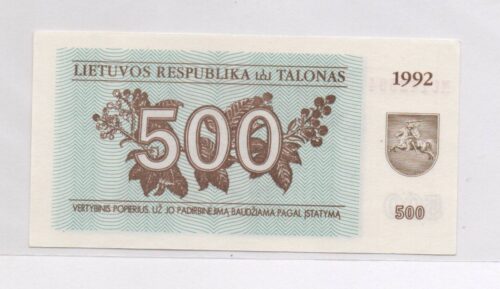 LIETUVOS RESPUBLIKA TALONAS
1992
500
VERTYBINIS POPIERIUS. UŽ JO PADIRBINĖJIMĄ BAUDŽIAMA PAGAL ĮSTATYMĄ
500